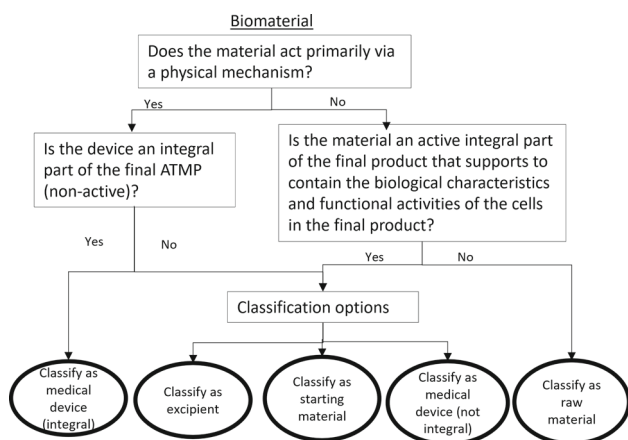 Biomaterial
Does the material act primarily via
a physical mechanism?
Yes
No
Is the device an integral
part of the final ATMP
(non-active)?
Is the material an active integral part
of the final product that supports to
contain the biological characteristics
and functional activities of the cells
in the final product?
Yes
No
Yes
No
Classification options
Classify as
medical
device
(integral)
Classify as
excipient
Classify as
starting
material
Classify as
medical
device (not
integral)
Classify as
raw
material